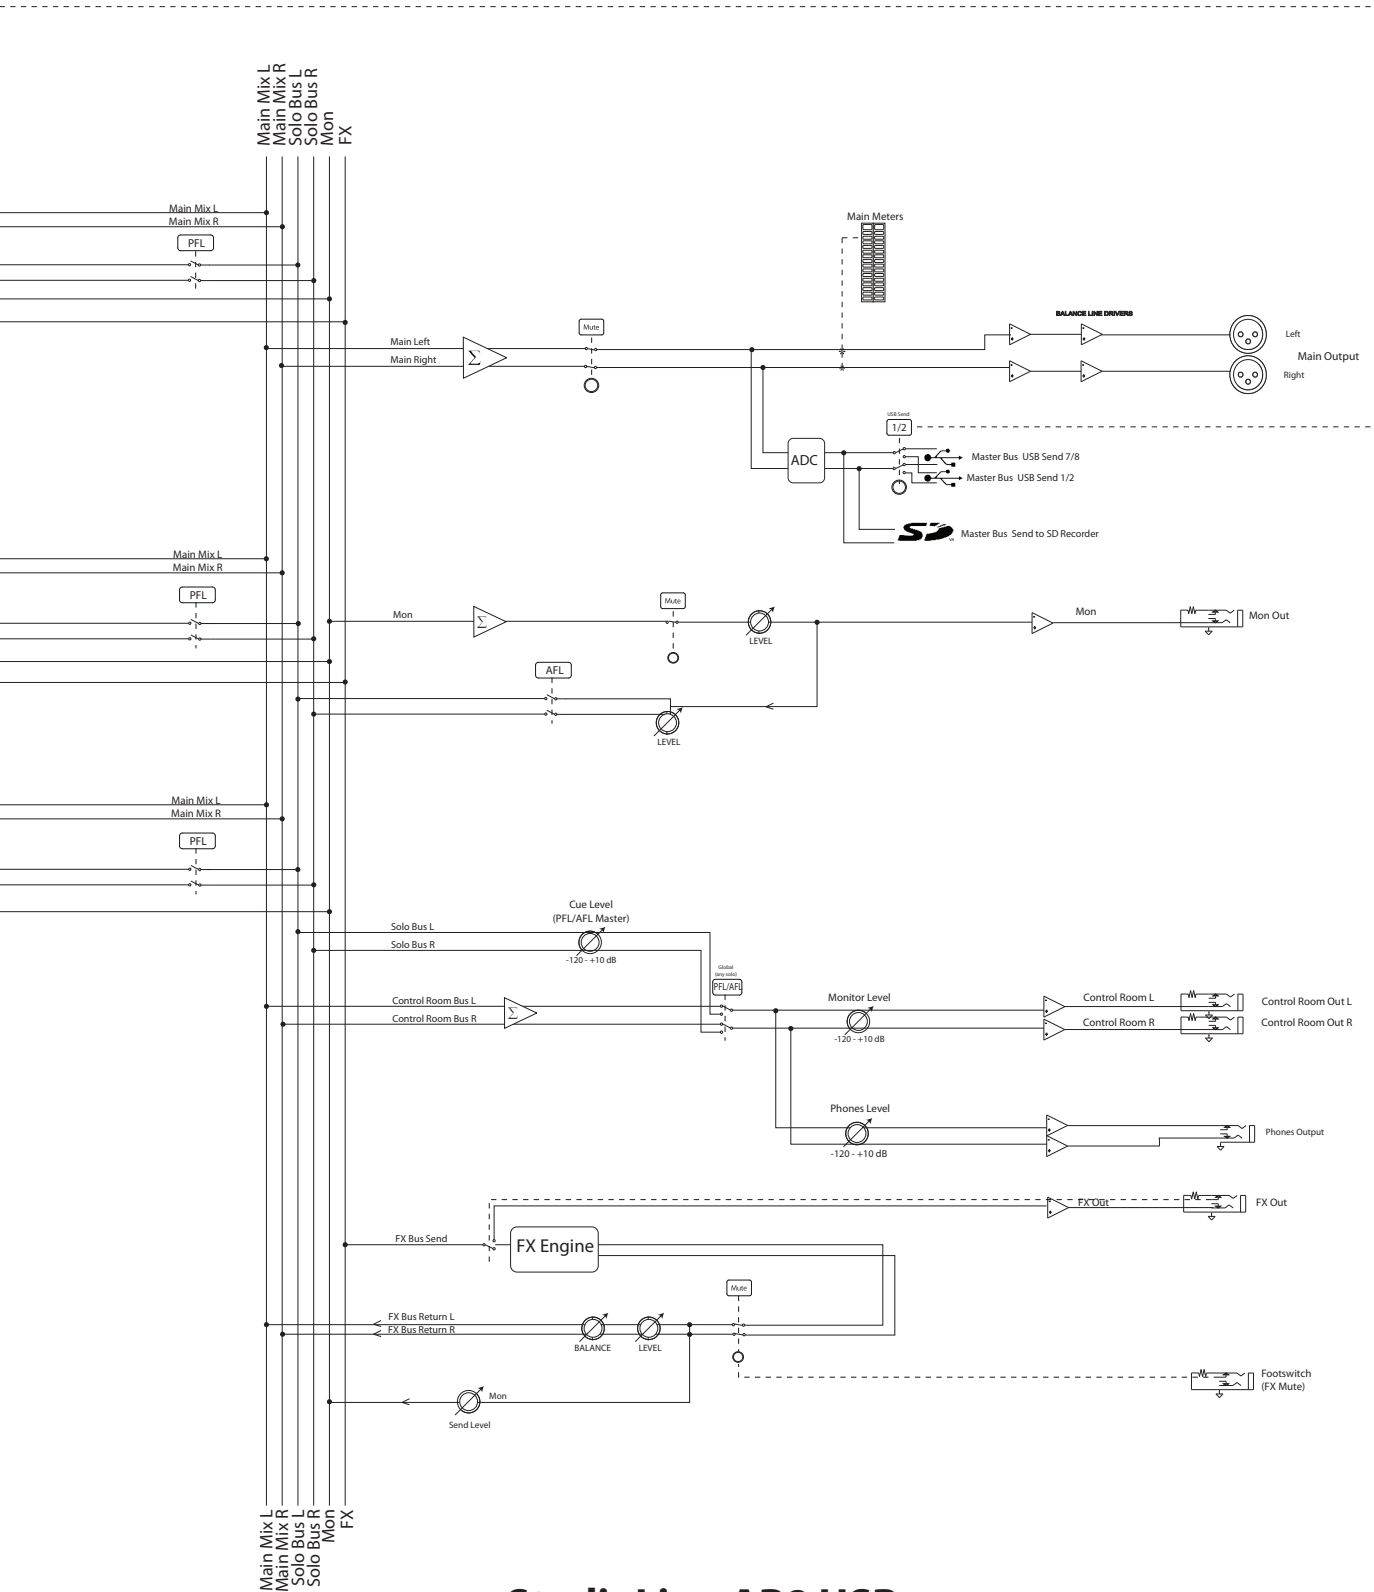 Main Mix L
Main Mix R
Solo Bus L
Solo Bus R
Mon
FX
Main Mix L
Main Mix R
PFL
Main Meters
Mute
Main Left
Main Right
Σ
BALANCE LINE DRIVERS
Left
Main Output
Right
USB Send
1/2
ADC
Master Bus USB Send 7/8
Master Bus USB Send 1/2
SD
Master Bus Send to SD Recorder
Main Mix L
Main Mix R
PFL
Mon
Σ
Mute
LEVEL
Mon
Mon Out
AFL
LEVEL
Main Mix L
Main Mix R
PFL
Cue Level
(PFL/AFL Master)
-120 - +10 dB
Solo Bus L
Solo Bus R
Global
(any solo)
PFL/AFL
Control Room Bus L
Control Room Bus R
Σ
Monitor Level
-120 - +10 dB
Control Room L
Control Room R
Control Room Out L
Control Room Out R
Phones Level
-120 - +10 dB
Phones Output
FX Out
FX Out
FX Bus Send
FX Engine
Mute
FX Bus Return L
FX Bus Return R
BALANCE
LEVEL
Footswitch
(FX Mute)
Mon
Send Level
Main Mix L
Main Mix R
Solo Bus L
Solo Bus R
Mon
FX